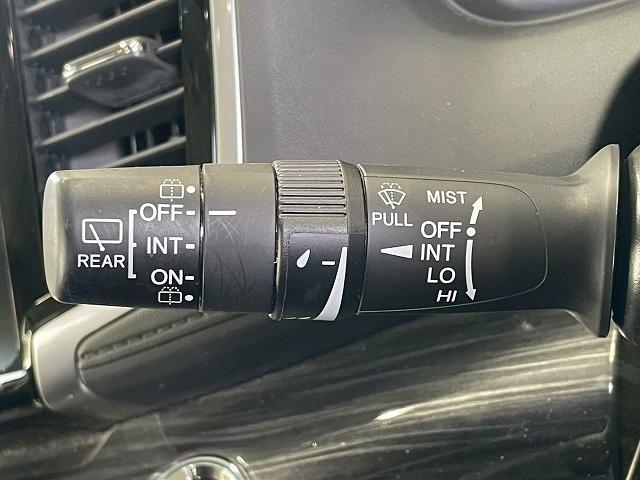 OFF
INT
ON
REAR
PULL
MIST
OFF
INT
LO
HI